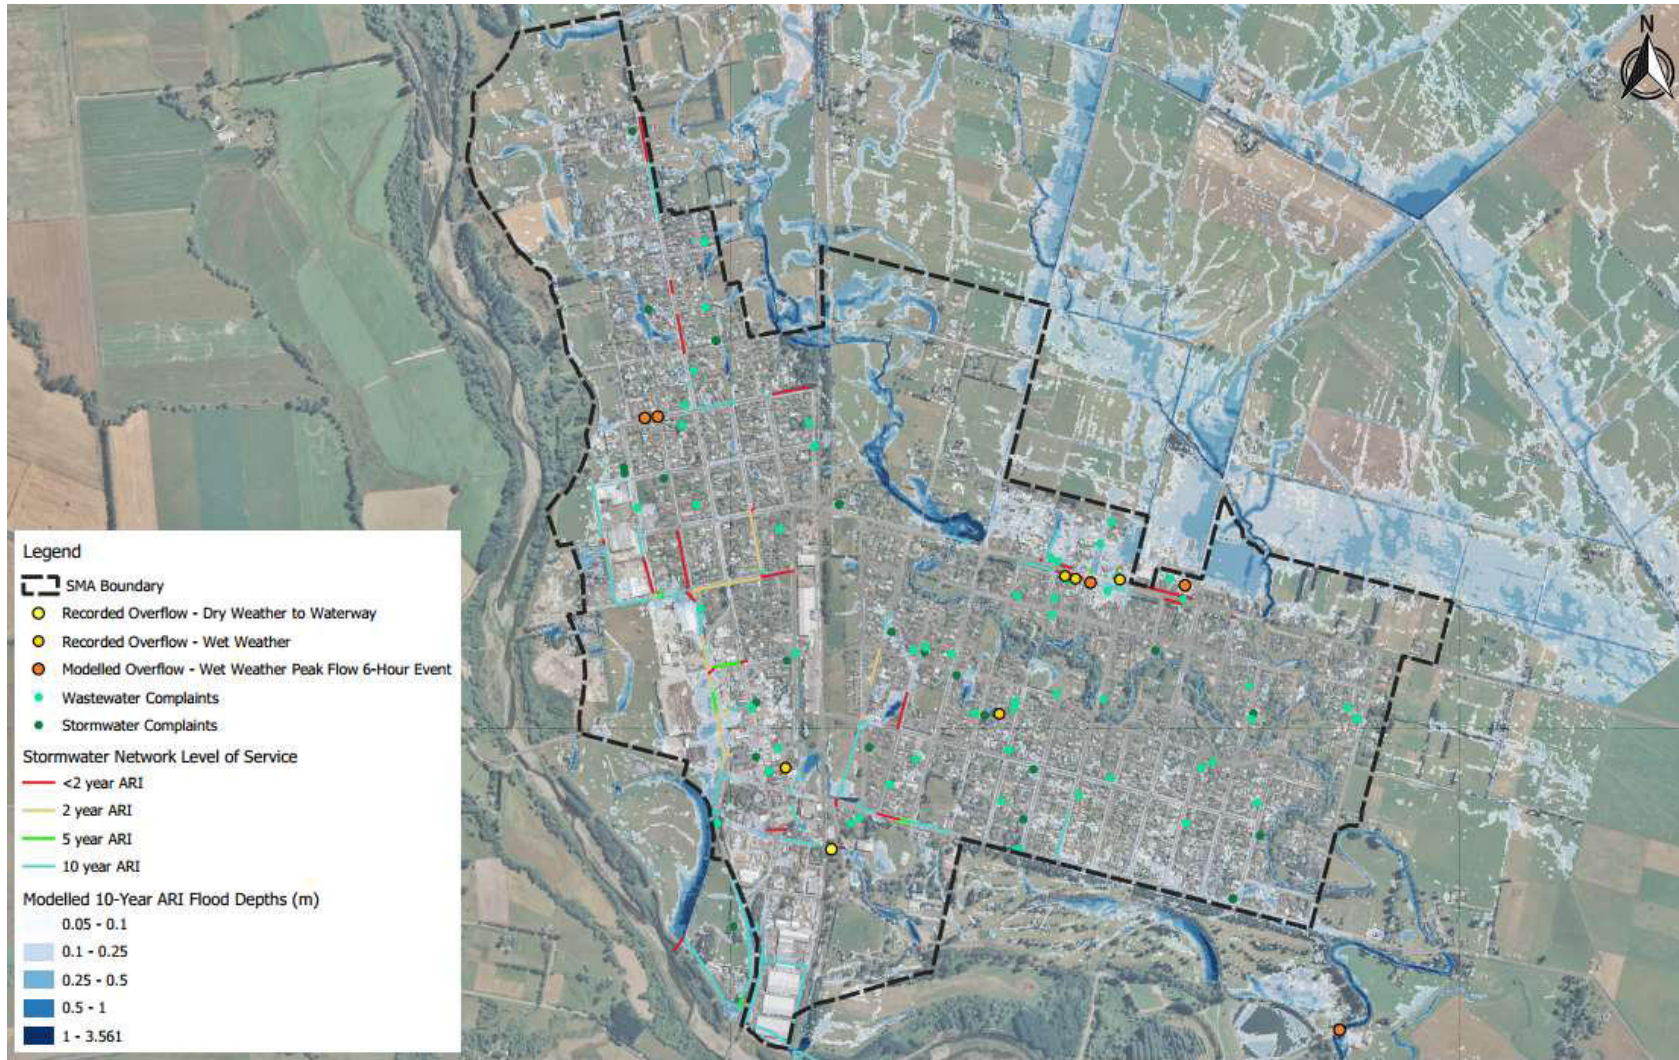 N
Legend
SMA Boundary
Recorded Overflow - Dry Weather to Waterway
Recorded Overflow - Wet Weather
Modelled Overflow - Wet Weather Peak Flow 6-Hour Event
Wastewater Complaints
Stormwater Complaints
Stormwater Network Level of Service
<2 year ARI
2 year ARI
5 year ARI
10 year ARI
Modelled 10-Year ARI Flood Depths (m)
0.05 - 0.1
0.1 - 0.25
0.25 - 0.5
0.5 - 1
1 - 3.561